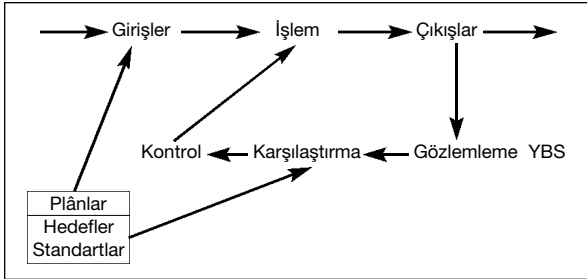 Girişler İşlem Çıkışlar
Kontrol Karşılaştırma Gözlemleme YBS
Plânlar
Hedefler
Standartlar